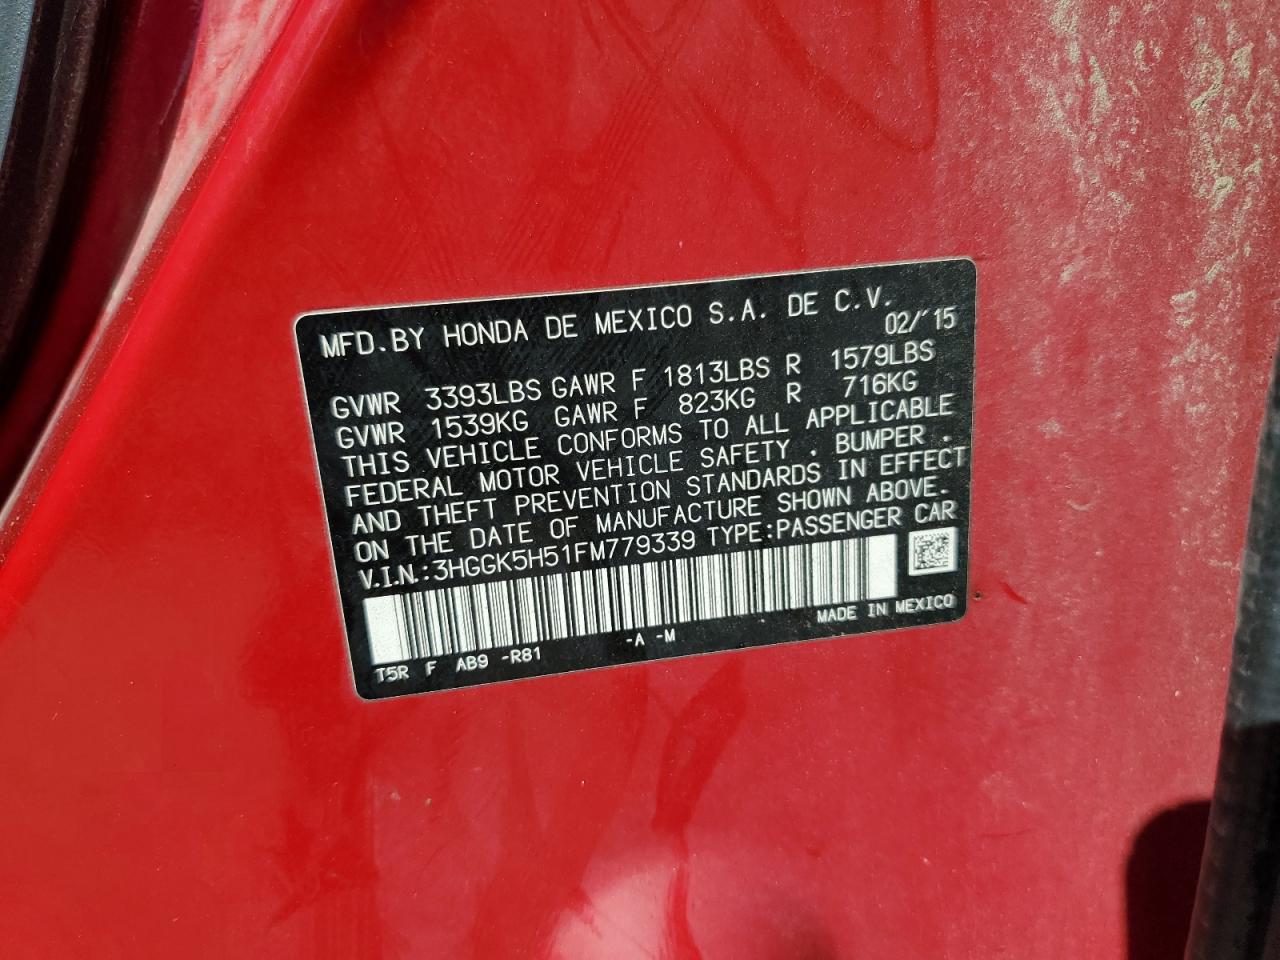 MFD.BY HONDA DE MEXICO S.A. DE C.V.
02/'15
GVWR 3393LBS GAWR F 1813LBS R 1579LBS
GVWR 1539KG GAWR F 823KG R 716KG
THIS VEHICLE CONFORMS TO ALL APPLICABLE
FEDERAL MOTOR VEHICLE SAFETY . BUMPER .
AND THEFT PREVENTION STANDARDS IN EFFECT
ON THE DATE OF MANUFACTURE SHOWN ABOVE.
V.I.N.:3HGGK5H51FM779339 TYPE:PASSENGER CAR
T5R F AB9 -R81 -A -M MADE IN MEXICO